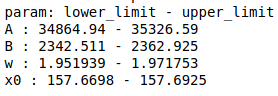 param: lower_limit - upper_limit
A : 34864.94 - 35326.59
B : 2342.511 - 2362.925
w : 1.951939 - 1.971753
x0 : 157.6698 - 157.6925